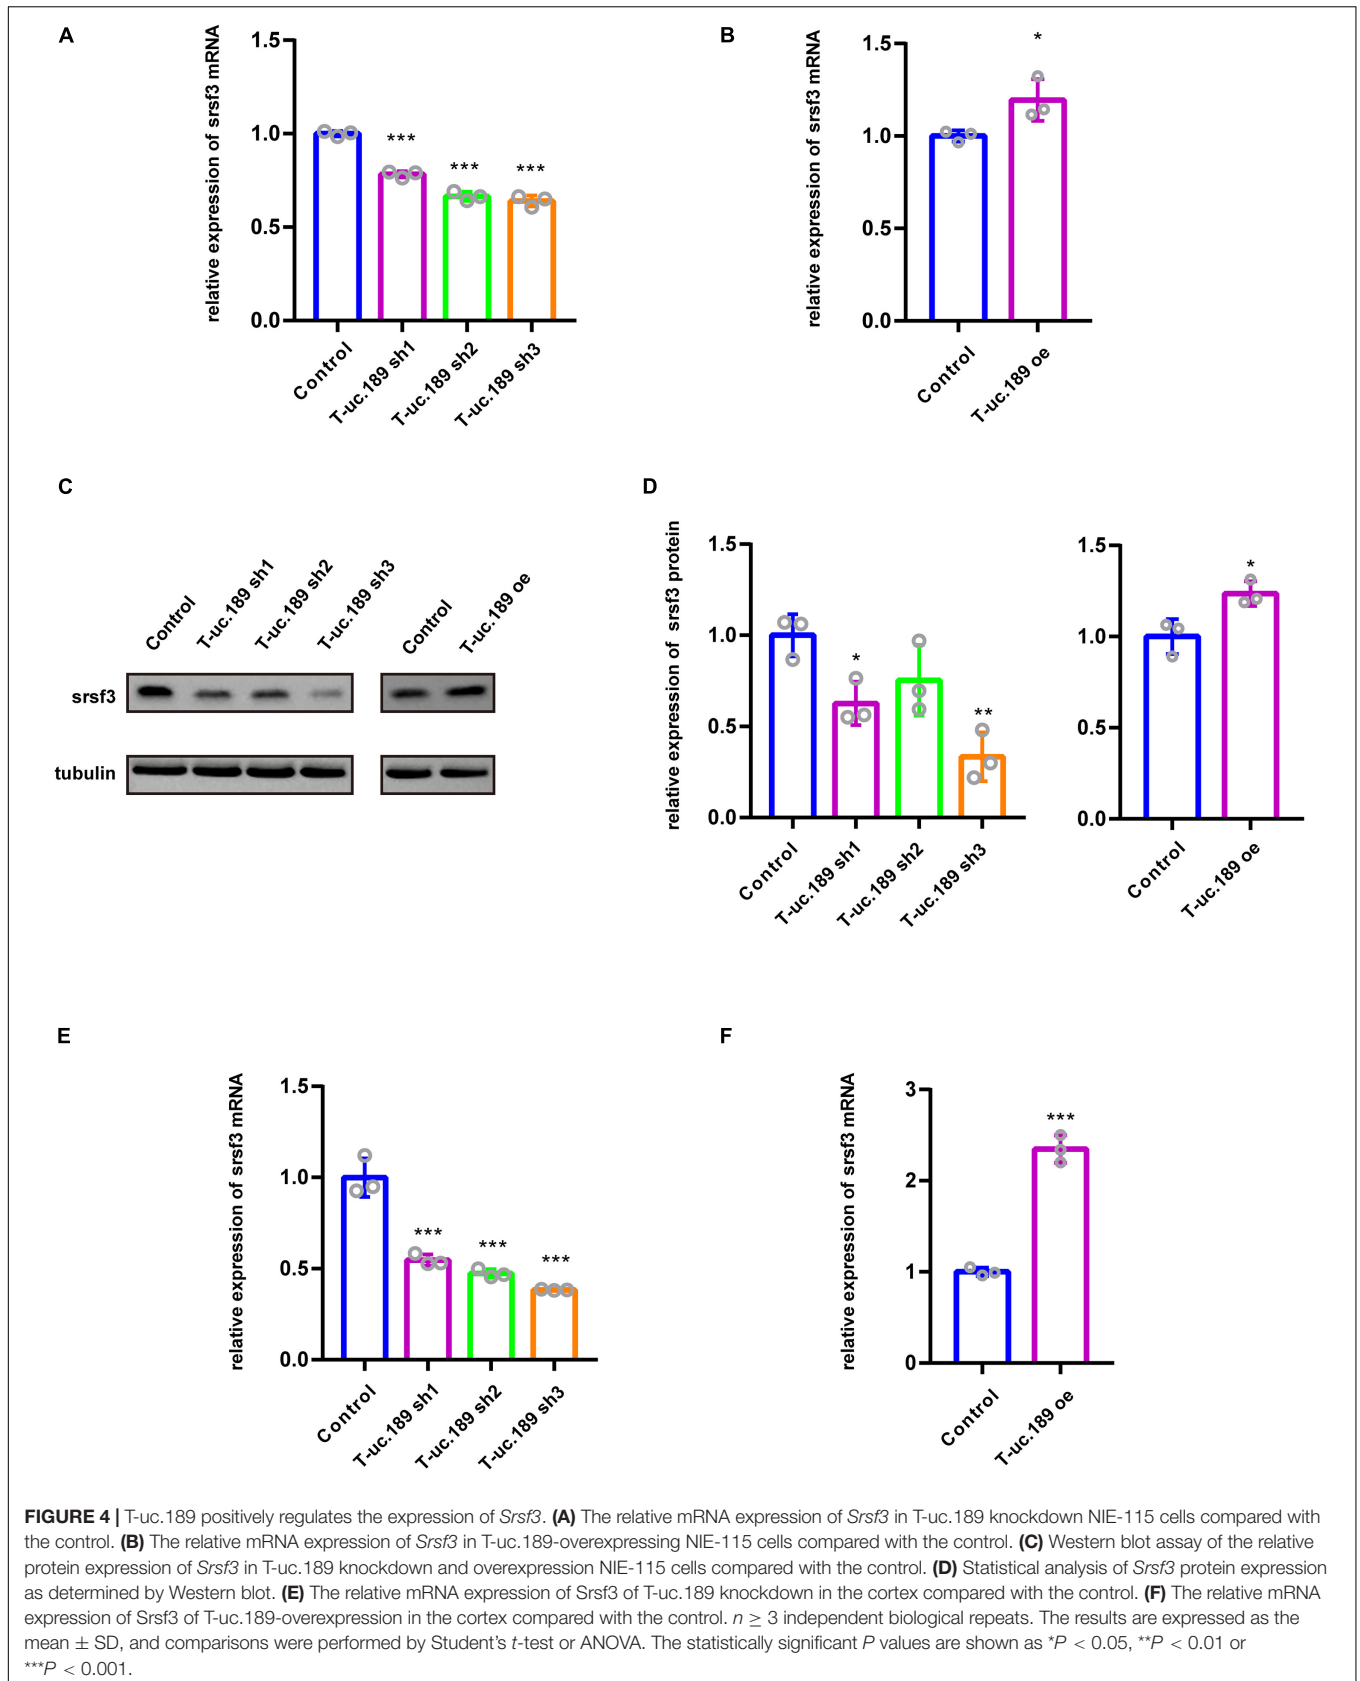 A
relative expression of srsf3 mRNA
1.5
1.0
0.5
0.0
***
***
***
Control
T-uc.189 sh1
T-uc.189 sh2
T-uc.189 sh3
B
relative expression of srsf3 mRNA
1.5
1.0
0.5
0.0
*
Control
T-uc.189 oe
C
Control
T-uc.189 sh1
T-uc.189 sh2
T-uc.189 sh3
Control
T-uc.189 oe
srsf3
tubulin
D
relative expression of srsf3 protein
1.5
1.0
0.5
0.0
*
**
Control
T-uc.189 sh1
T-uc.189 sh2
T-uc.189 sh3
1.5
1.0
0.5
0.0
*
Control
T-uc.189 oe
E
relative expression of srsf3 mRNA
1.5
1.0
0.5
0.0
***
***
***
Control
T-uc.189 sh1
T-uc.189 sh2
T-uc.189 sh3
F
relative expression of srsf3 mRNA
3
2
1
0
***
Control
T-uc.189 oe
FIGURE 4 | T-uc.189 positively regulates the expression of Srsf3. (A) The relative mRNA expression of Srsf3 in T-uc.189 knockdown NIE-115 cells compared with
the control. (B) The relative mRNA expression of Srsf3 in T-uc.189-overexpressing NIE-115 cells compared with the control. (C) Western blot assay of the relative
protein expression of Srsf3 in T-uc.189 knockdown and overexpression NIE-115 cells compared with the control. (D) Statistical analysis of Srsf3 protein expression
as determined by Western blot. (E) The relative mRNA expression of Srsf3 of T-uc.189 knockdown in the cortex compared with the control. (F) The relative mRNA
expression of Srsf3 of T-uc.189-overexpression in the cortex compared with the control. n ≥ 3 independent biological repeats. The results are expressed as the
mean ± SD, and comparisons were performed by Student's t-test or ANOVA. The statistically significant P values are shown as *P < 0.05, **P < 0.01 or
***P < 0.001.